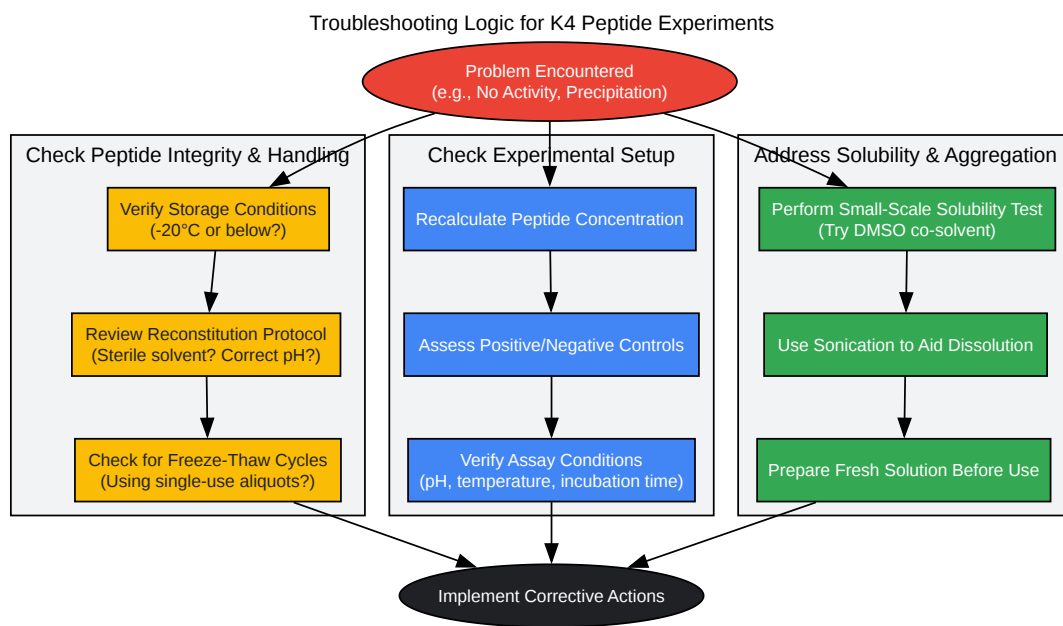 Troubleshooting Logic for K4 Peptide Experiments
Problem Encountered
(e.g., No Activity, Precipitation)
Check Peptide Integrity & Handling
Verify Storage Conditions
(-20°C or below?)
Review Reconstitution Protocol
(Sterile solvent? Correct pH?)
Check for Freeze-Thaw Cycles
(Using single-use aliquots?)
Check Experimental Setup
Recalculate Peptide Concentration
Assess Positive/Negative Controls
Verify Assay Conditions
(pH, temperature, incubation time)
Address Solubility & Aggregation
Perform Small-Scale Solubility Test
(Try DMSO co-solvent)
Use Sonication to Aid Dissolution
Prepare Fresh Solution Before Use
Implement Corrective Actions